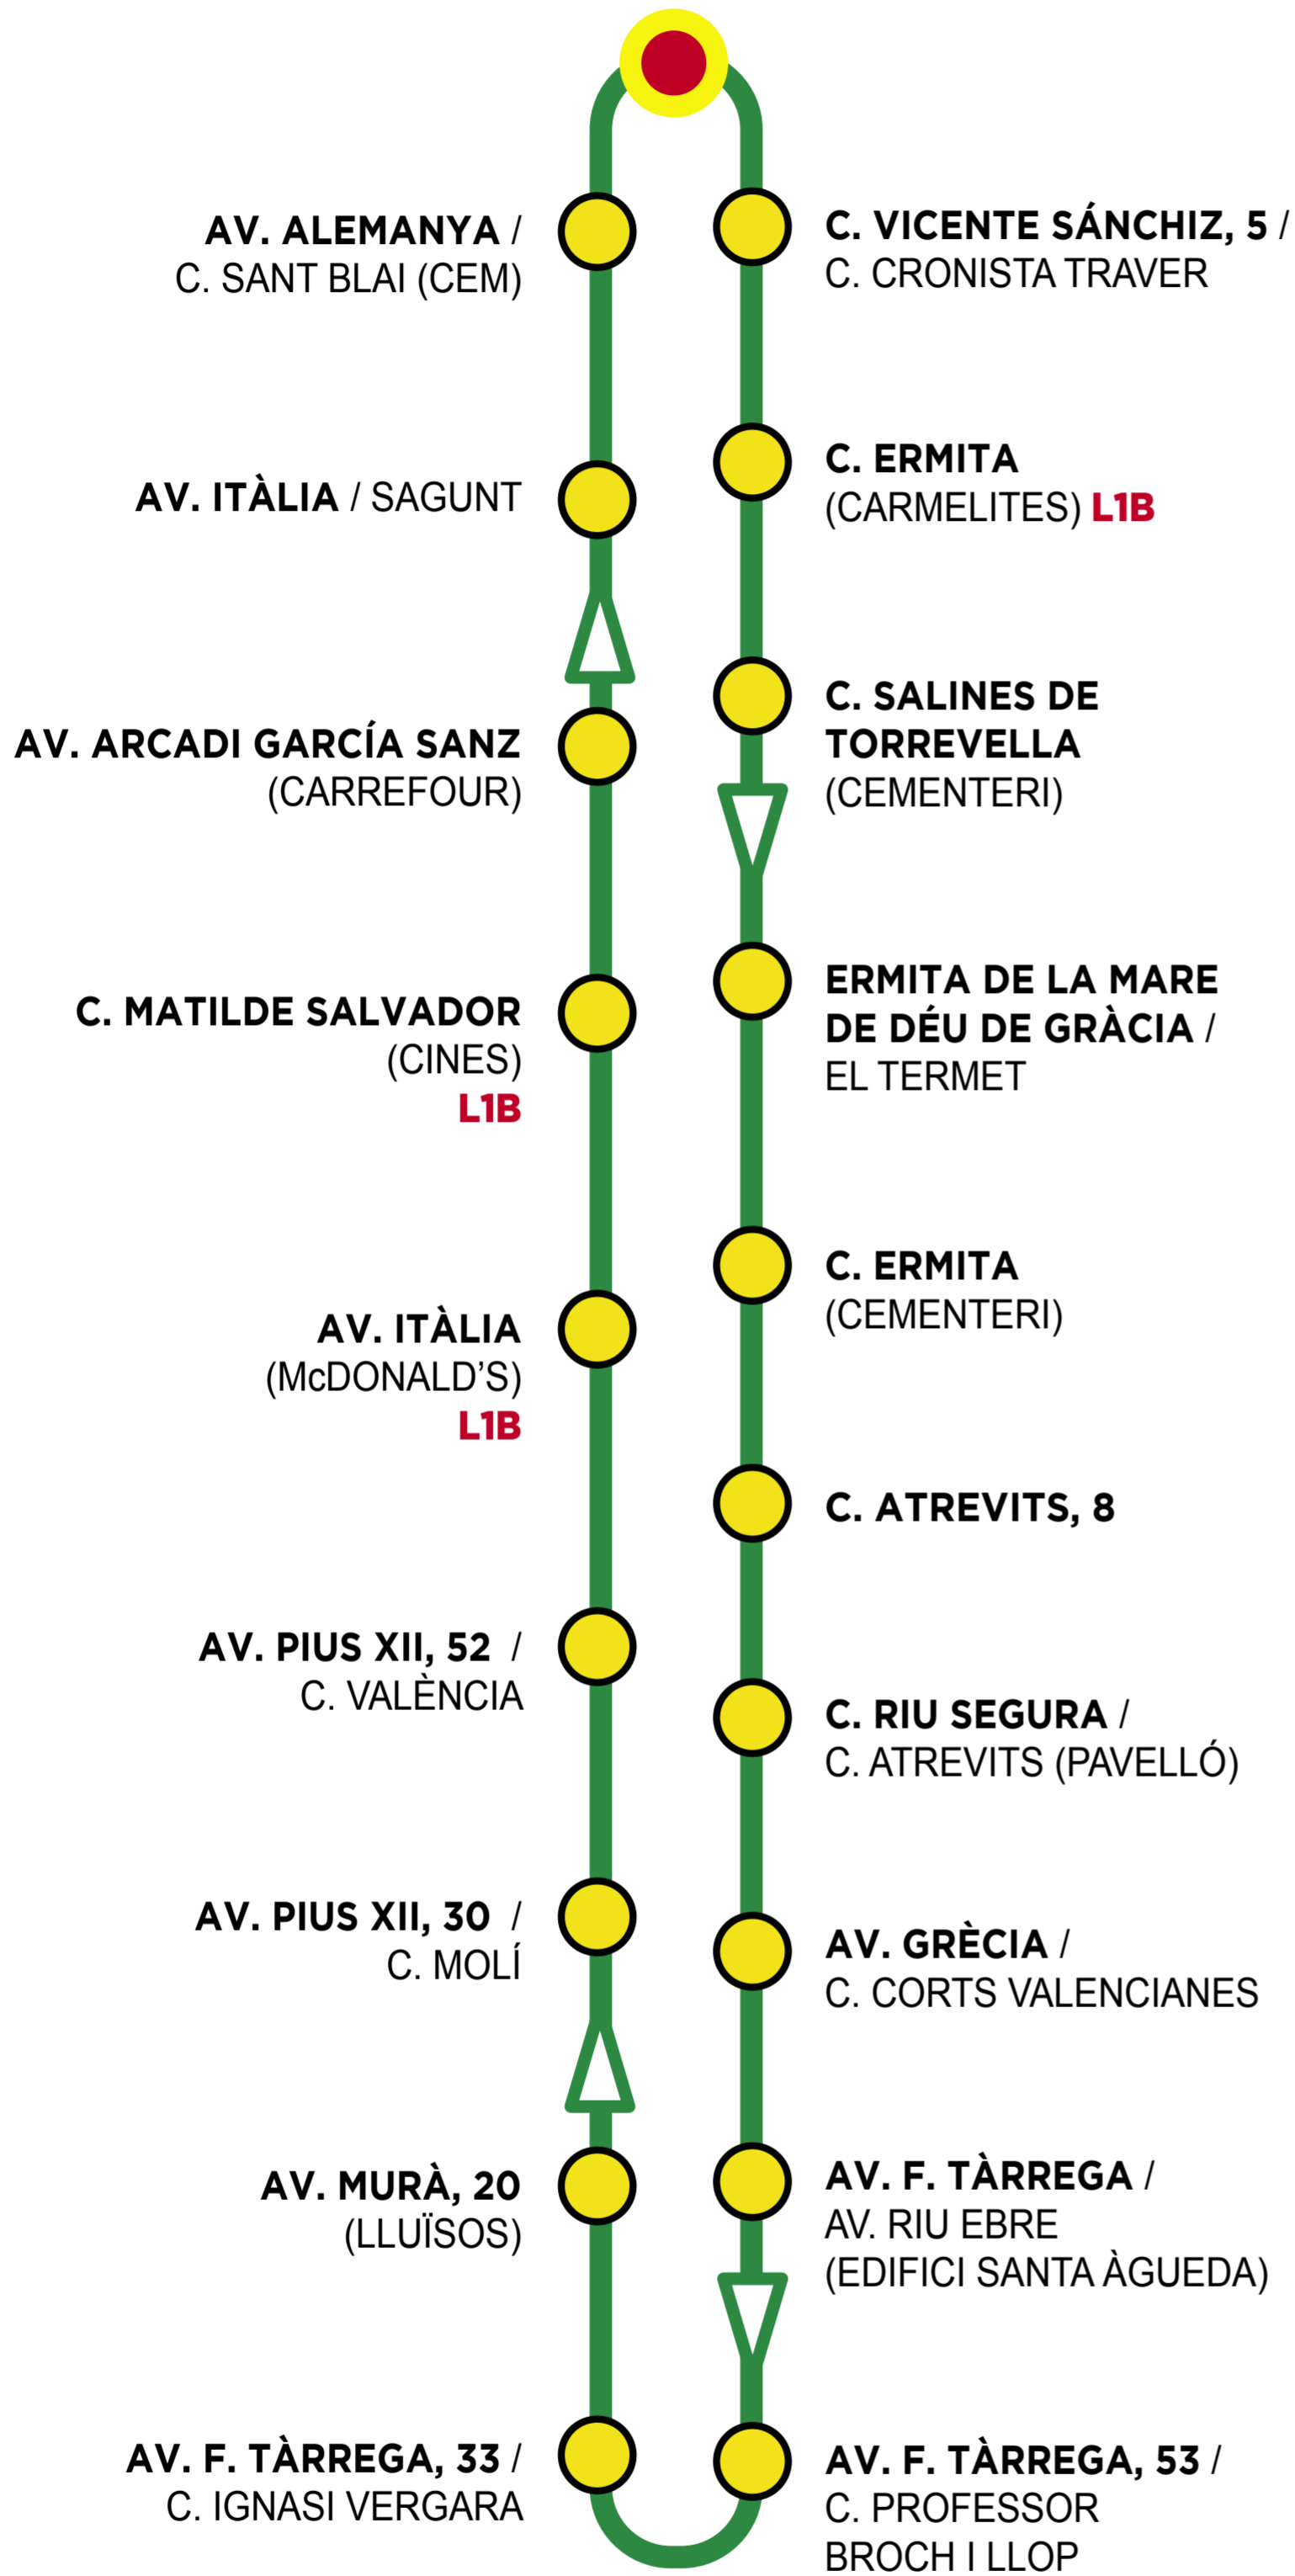 AV. ALEMANYA /
C. SANT BLAI (CEM)
AV. ITÀLIA / SAGUNT
AV. ARCADI GARCÍA SANZ
(CARREFOUR)
C. MATILDE SALVADOR
(CINES)
L1B
AV. ITÀLIA
(McDONALD'S)
L1B
AV. PIUS XII, 52 /
C. VALÈNCIA
AV. PIUS XII, 30 /
C. MOLÍ
AV. MURÀ, 20
(LLUÏSOS)
AV. F. TÀRREGA, 33 /
C. IGNASI VERGARA
C. VICENTE SÁNCHIZ, 5 /
C. CRONISTA TRAVER
C. ERMITA
(CARMELITES) L1B
C. SALINES DE
TORREVELLA
(CEMENTERI)
ERMITA DE LA MARE
DE DÉU DE GRÀCIA /
EL TERMET
C. ERMITA
(CEMENTERI)
C. ATREVITS, 8
C. RIU SEGURA /
C. ATREVITS (PAVELLÓ)
AV. GRÈCIA /
C. CORTS VALENCIANES
AV. F. TÀRREGA /
AV. RIU EBRE
(EDIFICI SANTA ÀGUEDA)
AV. F. TÀRREGA, 53 /
C. PROFESSOR
BROCH I LLOP